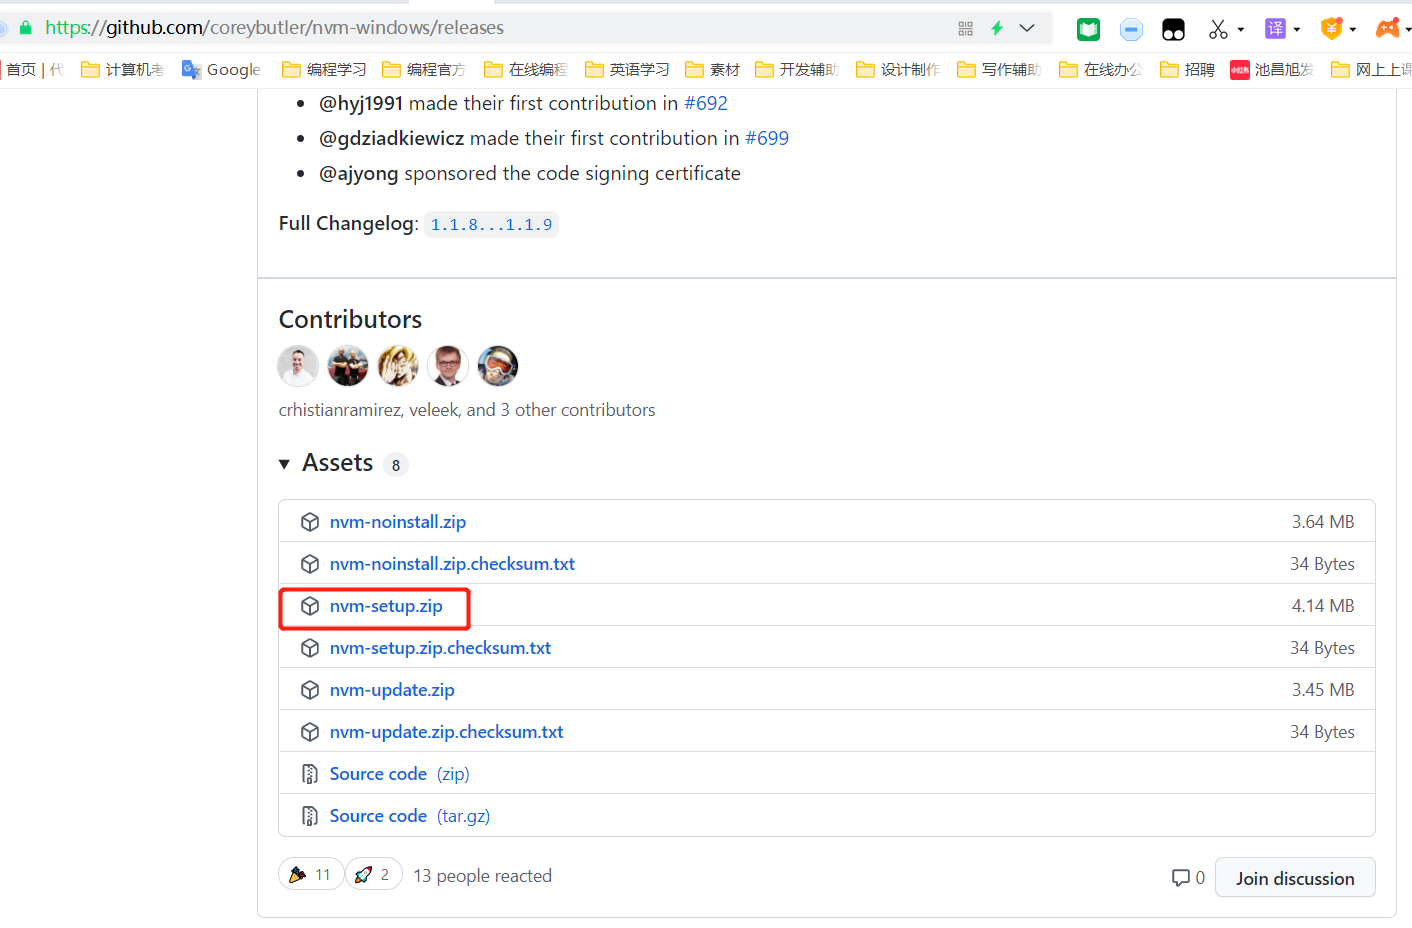 https://github.com/coreybutler/nvm-windows/releases
译
首页 | 代 计算机考 Google 编程学习 编程官方 在线编程 英语学习 素材 开发辅助 设计制作 写作辅助 在线办公 招聘 小红书 池昌旭发 网上上课
@hyj1991 made their first contribution in #692
@gdziadkiewicz made their first contribution in #699
@ajyong sponsored the code signing certificate
Full Changelog: 1.1.8...1.1.9
Contributors
crhistianramirez, veleek, and 3 other contributors
Assets 8
nvm-noinstall.zip 3.64 MB
nvm-noinstall.zip.checksum.txt 34 Bytes
nvm-setup.zip 4.14 MB
nvm-setup.zip.checksum.txt 34 Bytes
nvm-update.zip 3.45 MB
nvm-update.zip.checksum.txt 34 Bytes
Source code (zip)
Source code (tar.gz)
11 2 13 people reacted 0 Join discussion